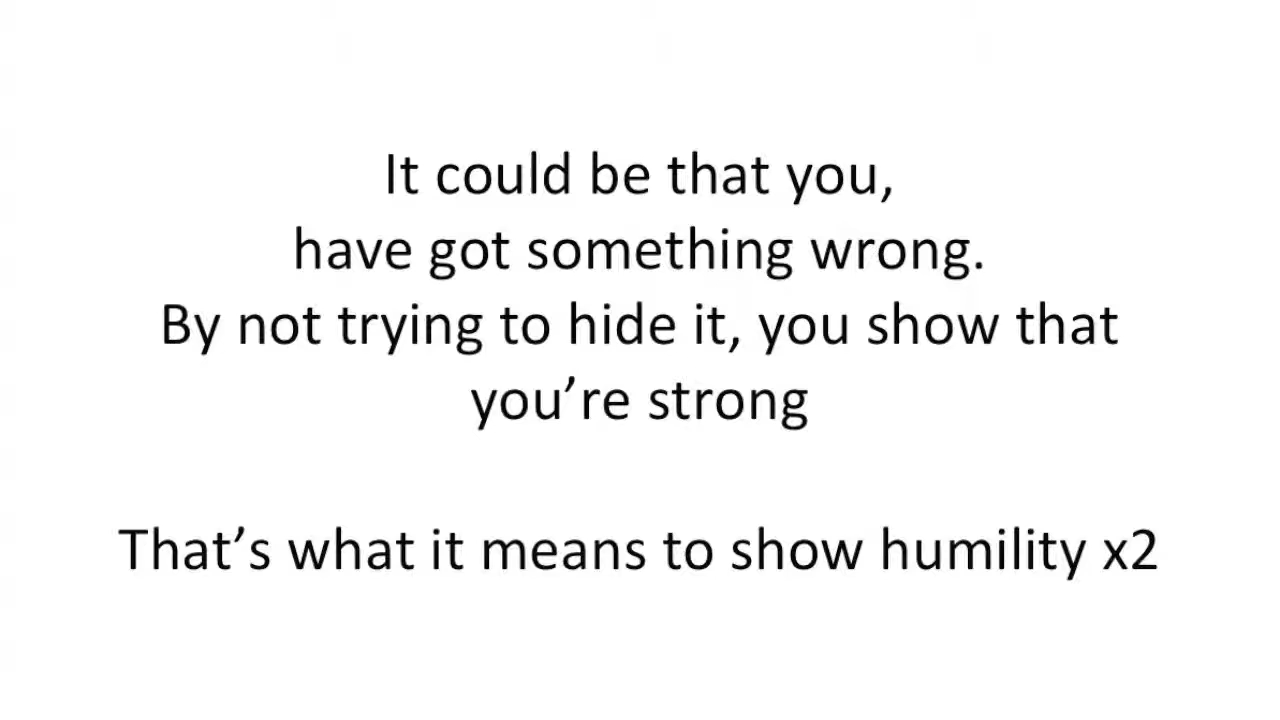 It could be that you,
have got something wrong.
By not trying to hide it, you show that
you’re strong
That’s what it means to show humility x2